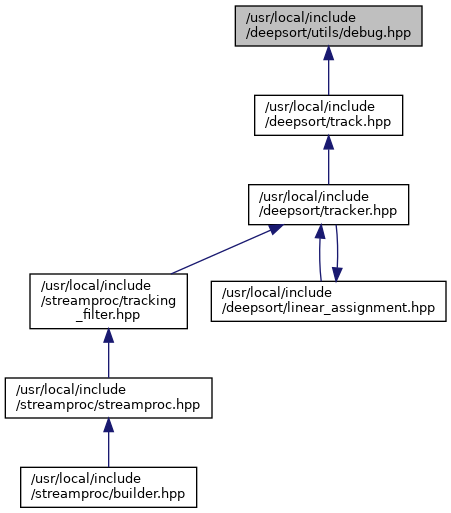 /usr/local/include
/deepsort/utils/debug.hpp
/usr/local/include
/deepsort/track.hpp
/usr/local/include
/deepsort/tracker.hpp
/usr/local/include
/streamproc/tracking
_filter.hpp
/usr/local/include
/deepsort/linear_assignment.hpp
/usr/local/include
/streamproc/streamproc.hpp
/usr/local/include
/streamproc/builder.hpp